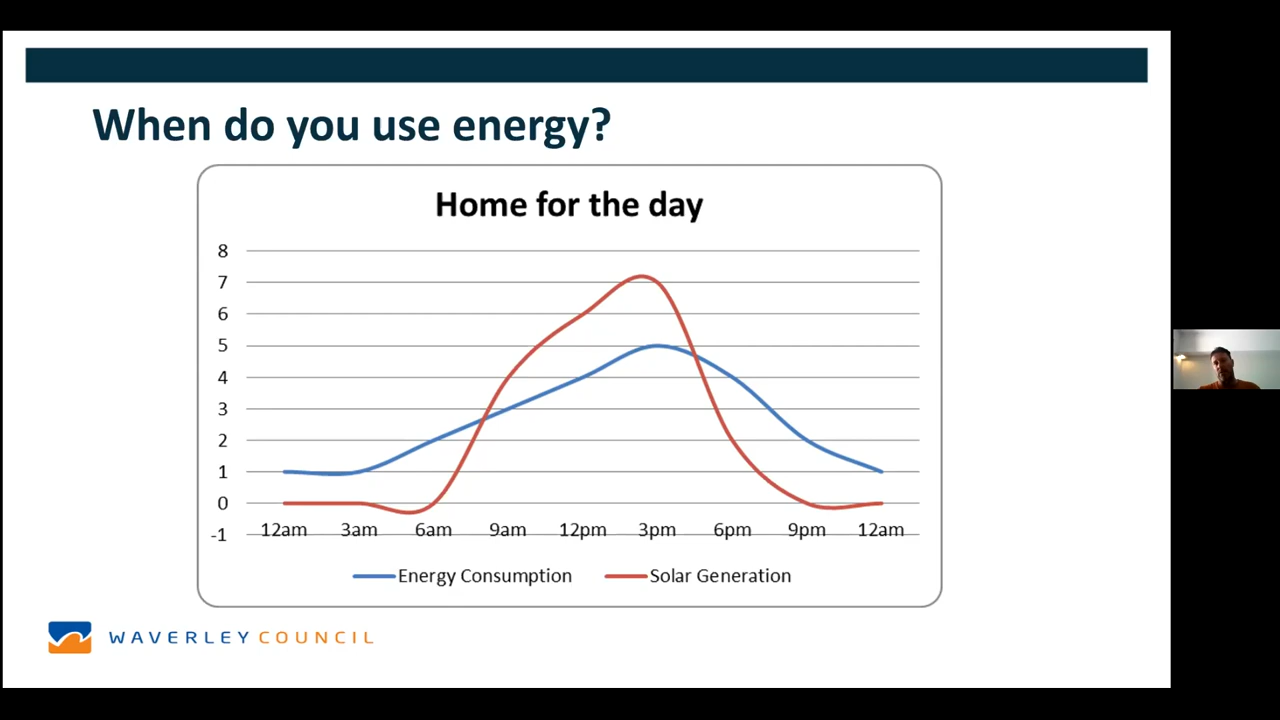 When do you use energy?
Home for the day
8
7
6
5
4
3
2
1
0
-1
12am 3am 6am 9am 12pm 3pm 6pm 9pm 12am
Energy Consumption Solar Generation
WAVERLEY COUNCIL